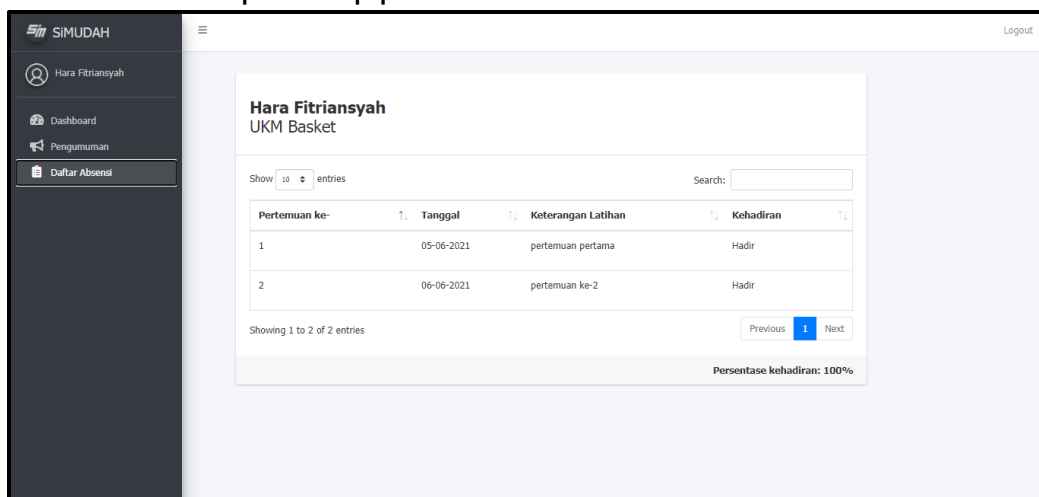 Sim SiMUDAH
Logout
Hara Fitriansyah
Dashboard
Pengumuman
Daftar Absensi
Hara Fitriansyah
UKM Basket
Show 10 entries
Search:
Pertemuan ke- Tanggal Keterangan Latihan Kehadiran
1 05-06-2021 pertemuan pertama Hadir
2 06-06-2021 pertemuan ke-2 Hadir
Showing 1 to 2 of 2 entries
Previous 1 Next
Persentase kehadiran: 100%